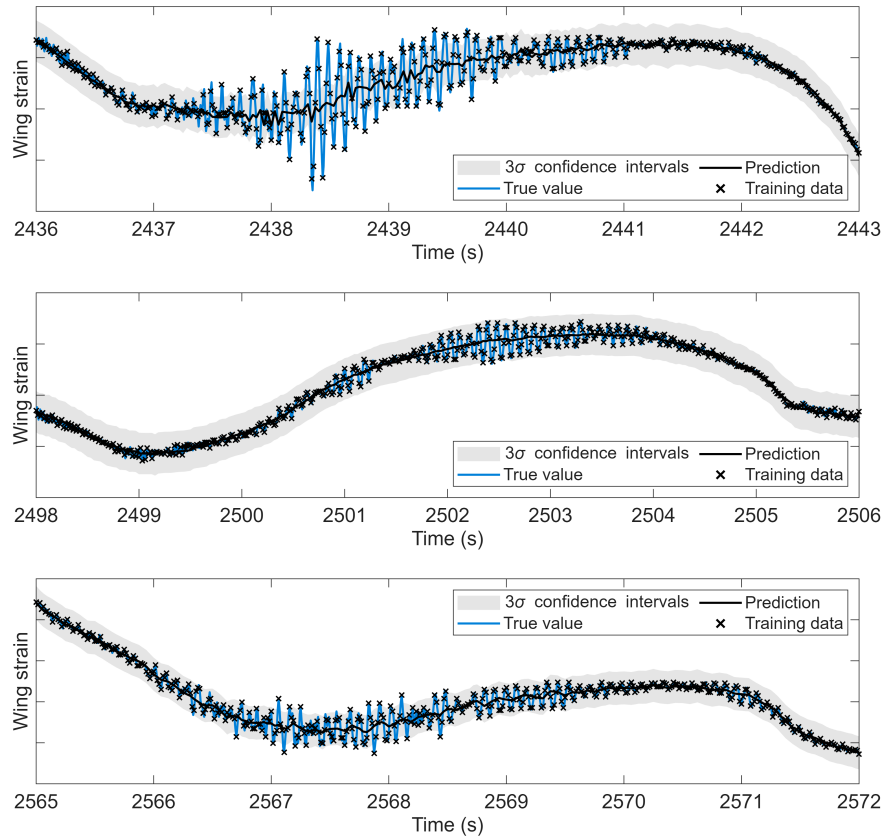 Wing strain
3σ confidence intervals Prediction
True value Training data
2436 2437 2438 2439 2440 2441 2442 2443
Time (s)
Wing strain
3σ confidence intervals Prediction
True value Training data
2498 2499 2500 2501 2502 2503 2504 2505 2506
Time (s)
Wing strain
3σ confidence intervals Prediction
True value Training data
2565 2566 2567 2568 2569 2570 2571 2572
Time (s)